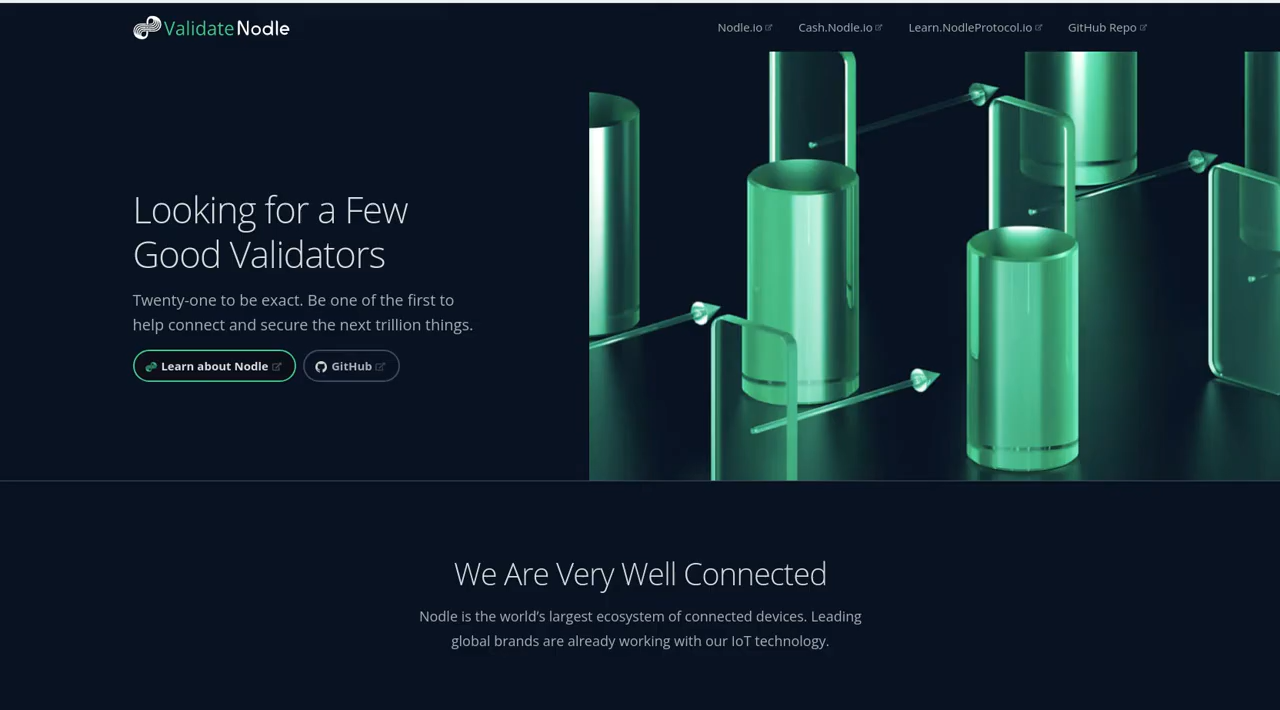 Validate Nodle
Nodle.io
Cash.Nodle.io
Learn.NodleProtocol.io
GitHub Repo
Looking for a Few
Good Validators
Twenty-one to be exact. Be one of the first to
help connect and secure the next trillion things.
Learn about Nodle
GitHub
We Are Very Well Connected
Nodle is the world’s largest ecosystem of connected devices. Leading
global brands are already working with our IoT technology.